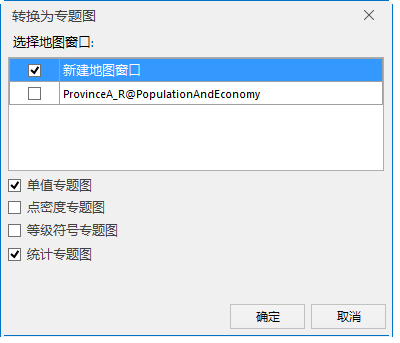 转换为专题图
选择地图窗口:
新建地图窗口
ProvinceA_R@PopulationAndEconomy
单值专题图
点密度专题图
等级符号专题图
统计专题图
确定 取消